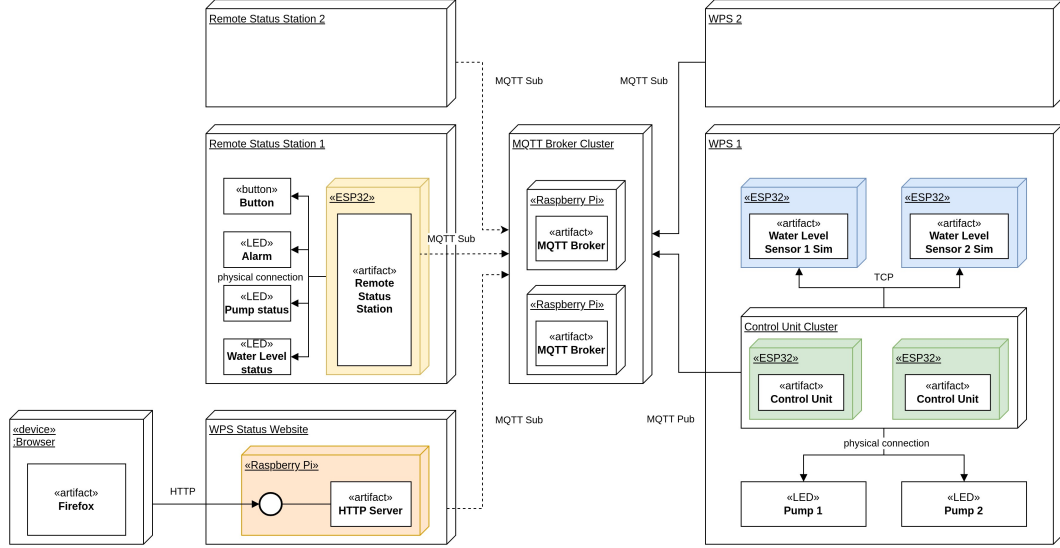 Remote Status Station 2
MQTT Sub
MQTT Sub
WPS 2
Remote Status Station 1
«button»
Button
«LED»
Alarm
physical connection
«LED»
Pump status
«LED»
Water Level
status
«ESP32»
«artifact»
Remote
Status
Station
MQTT Sub
MQTT Broker Cluster
«Raspberry Pi»
«artifact»
MQTT Broker
«Raspberry Pi»
«artifact»
MQTT Broker
WPS 1
«ESP32»
«artifact»
Water Level
Sensor 1 Sim
«ESP32»
«artifact»
Water Level
Sensor 2 Sim
TCP
Control Unit Cluster
«ESP32»
«artifact»
Control Unit
«ESP32»
«artifact»
Control Unit
physical connection
«LED»
Pump 1
«LED»
Pump 2
MQTT Pub
MQTT Sub
«device»
:Browser
«artifact»
Firefox
HTTP
WPS Status Website
«Raspberry Pi»
«artifact»
HTTP Server